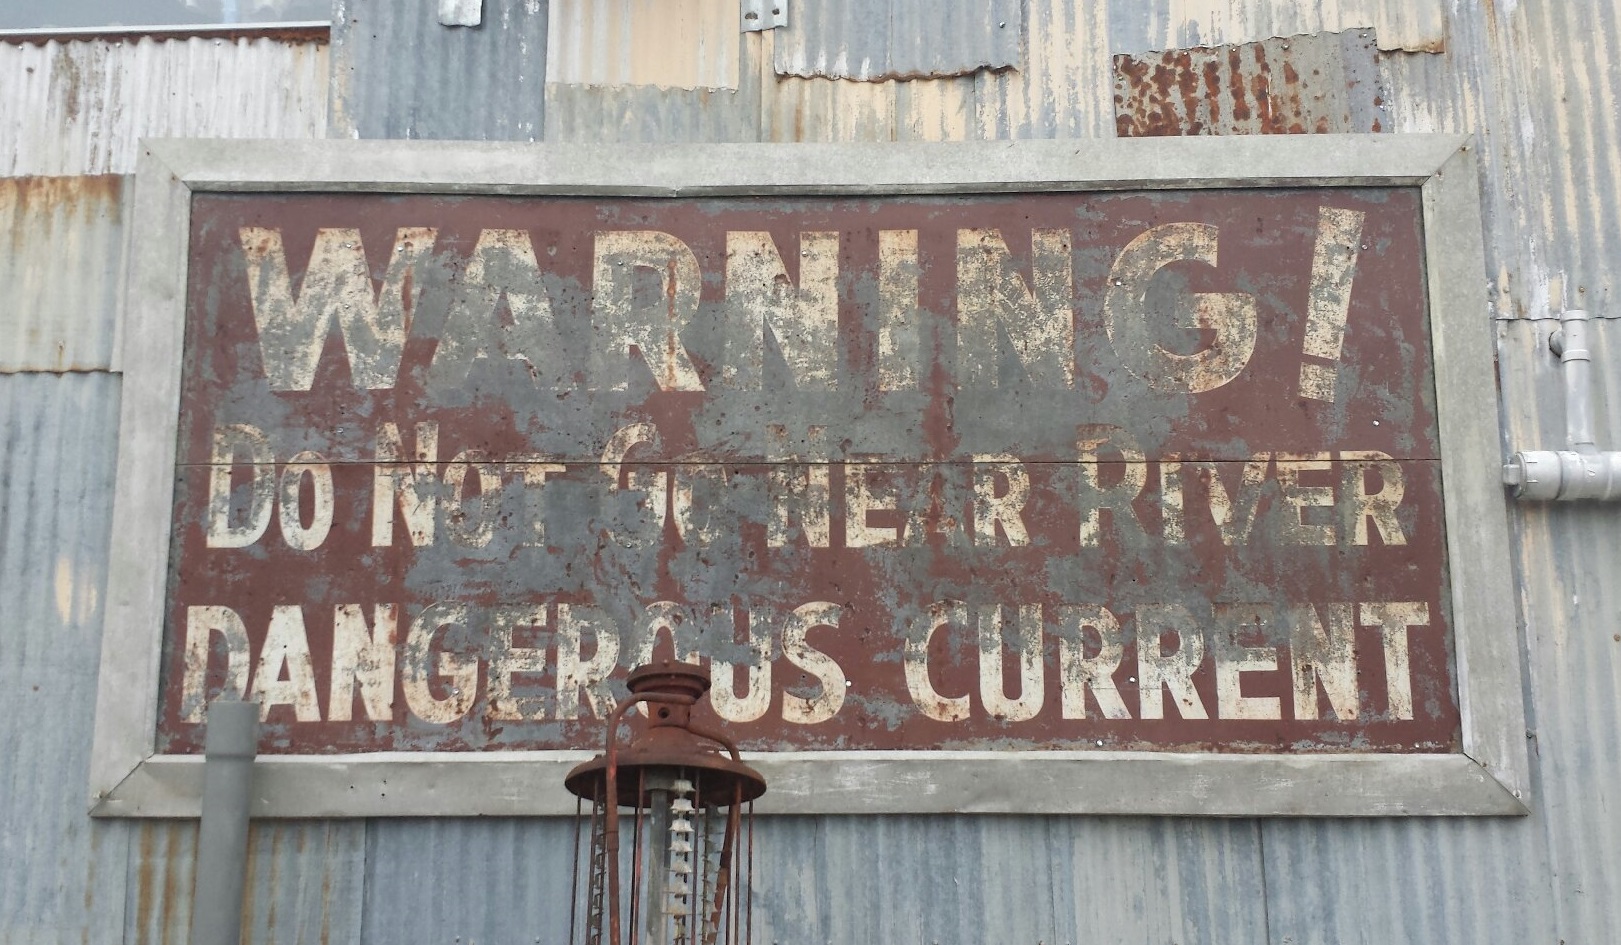 WARNING!
DO NOT GO NEAR RIVER
DANGEROUS CURRENT